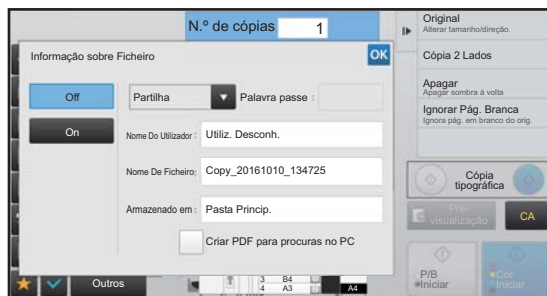 N.º de cópias 1
Original
Alterar tamanho/direção.
Informação sobre Ficheiro
OK
Cópia 2 Lados
Off
Partilha
Palavra passe :
Apagar
Apagar sombra à volta
Ignorar Pág. Branca
Ignora pág. em branco do orig.
On
Nome Do Utilizador :
Utiliz. Desconh.
Nome De Ficheiro:
Copy_20161010_134725
Cópia
tipográfica
Armazenado em :
Pasta Princip.
Pré-
visualização
CA
Criar PDF para procuras no PC
Outros
3 B4
4 A3
A4
P/B
Iniciar
Cor
Iniciar